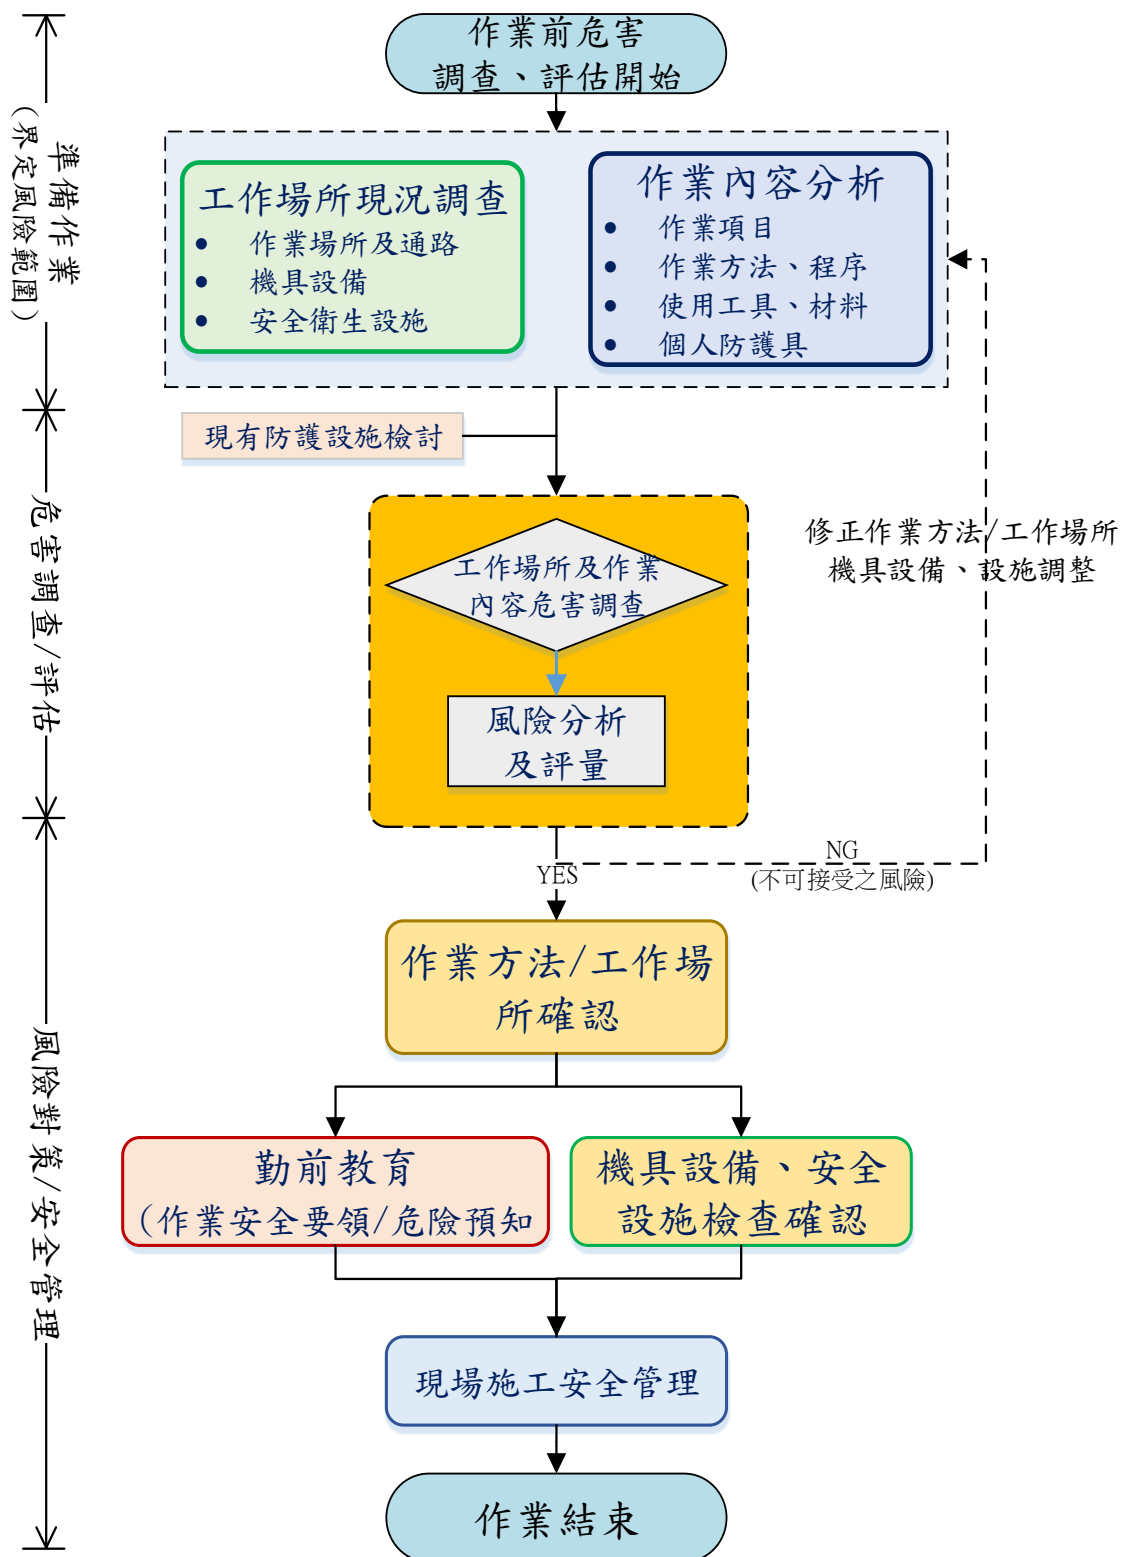 作業前危害
調查、評估開始
準備作業
(界定風險範圍)
工作場所現況調查
• 作業場所及通路
• 機具設備
• 安全衛生設施
作業內容分析
• 作業項目
• 作業方法、程序
• 使用工具、材料
• 個人防護具
現有防護設施檢討
危害調查/評估
工作場所及作業
內容危害調查
風險分析
及評量
修正作業方法/工作場所
機具設備、設施調整
NG
(不可接受之風險)
YES
風險對策/安全管理
作業方法/工作場
所確認
勤前教育
(作業安全要領/危險預知
機具設備、安全
設施檢查確認
現場施工安全管理
作業結束